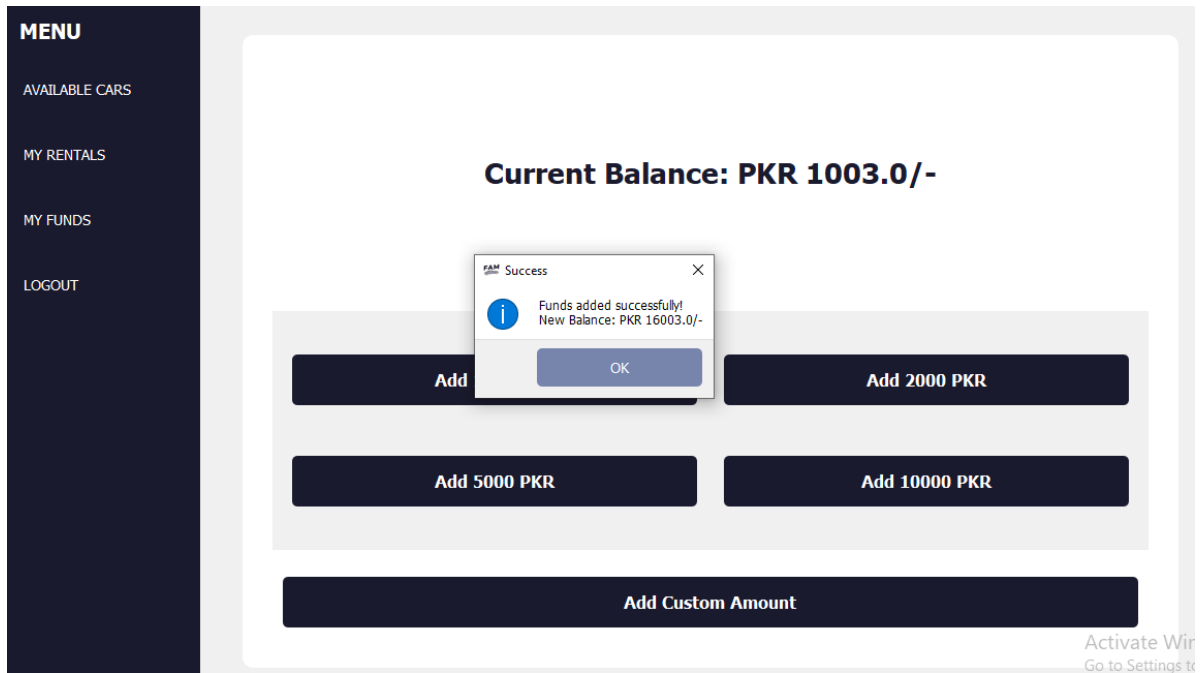 MENU
AVAILABLE CARS
MY RENTALS
MY FUNDS
LOGOUT
Current Balance: PKR 1003.0/-
FAM Success
Funds added successfully!
New Balance: PKR 16003.0/-
OK
Add
Add 2000 PKR
Add 5000 PKR
Add 10000 PKR
Add Custom Amount
Activate Win
Go to Settings to